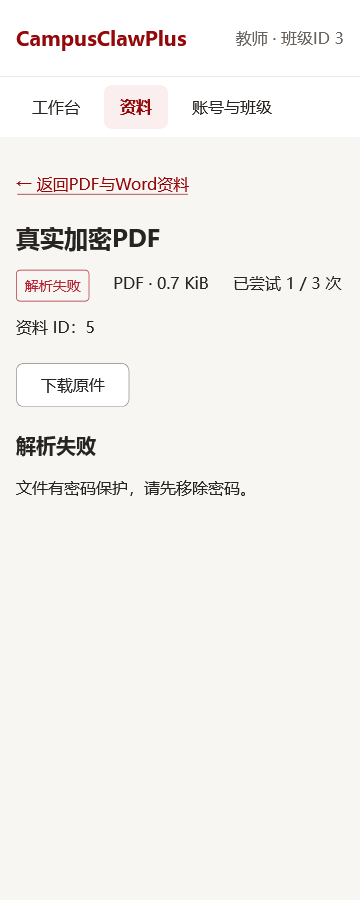 CampusClawPlus 教师 · 班级ID 3
工作台 资料 账号与班级
← 返回PDF与Word资料
真实加密PDF
解析失败 PDF · 0.7 KiB 已尝试 1 / 3 次
资料 ID：5
下载原件
解析失败
文件有密码保护，请先移除密码。